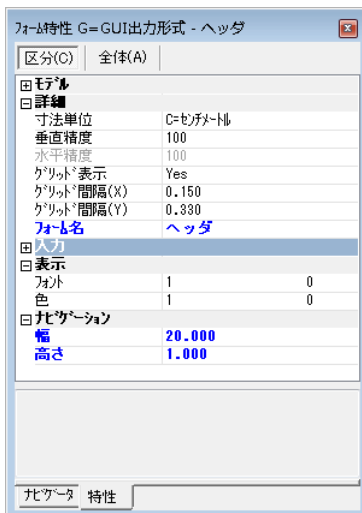 ﾌｫｰﾑ特性 G=GUI出力形式 - ヘッダ
区分(C) 全体(A)
ﾓﾃﾞﾙ
詳細
寸法単位 C=ｾﾝﾁﾒｰﾄﾙ
垂直精度 100
水平精度 100
ｸﾞﾘｯﾄﾞ表示 Yes
ｸﾞﾘｯﾄﾞ間隔(X) 0.150
ｸﾞﾘｯﾄﾞ間隔(Y) 0.330
ﾌｫｰﾑ名 ヘッダ
入力
表示
ﾌｫﾝﾄ 1 0
色 1 0
ﾅﾋﾞｹﾞｰｼｮﾝ
幅 20.000
高さ 1.000
ﾅﾋﾞｹﾞｰﾀ 特性